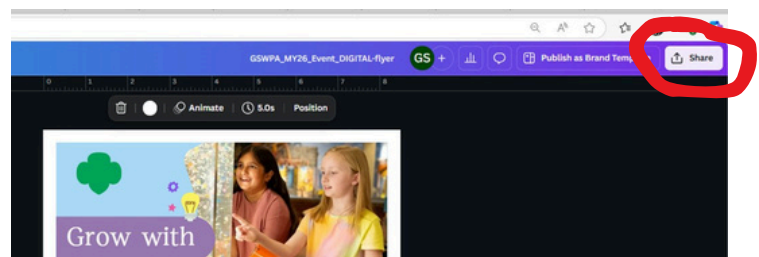 GSWPA_MY26_Event_DIGITAL-flyer GS + Publish as Brand Share
0 1 2 3 4 5 6 7 8
Animate 5.0s Position
Grow with